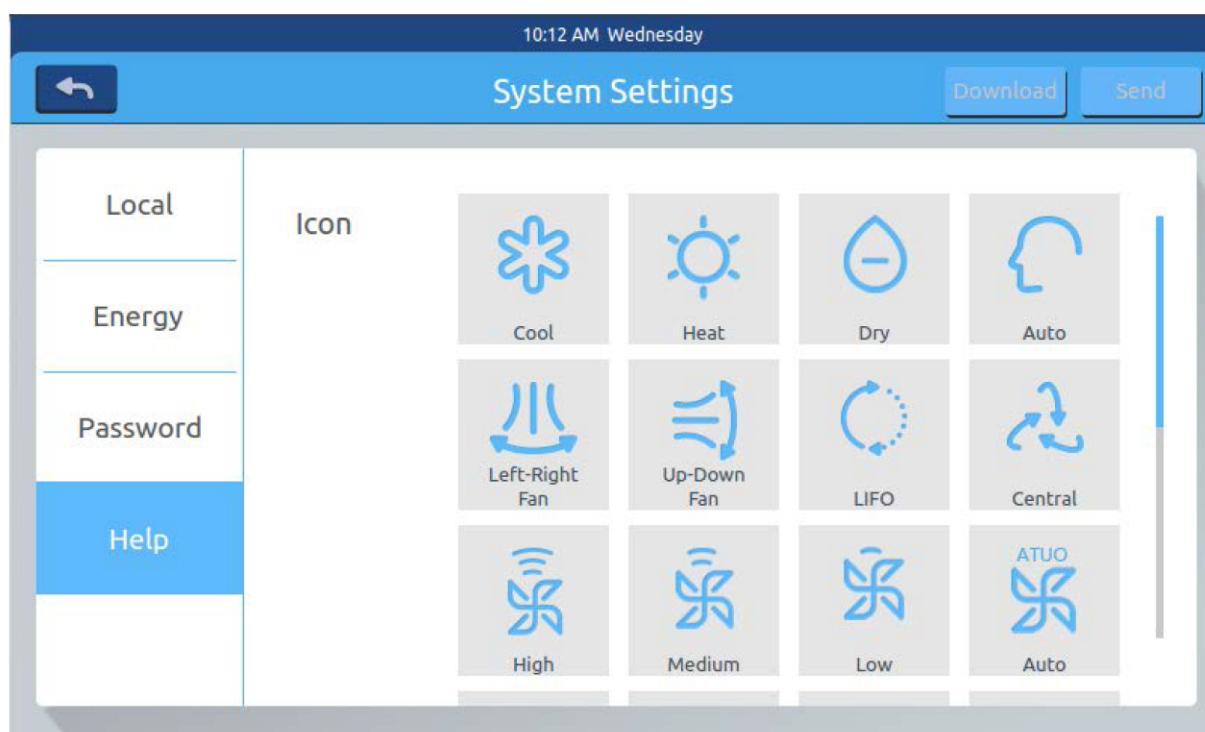 10:12 AM Wednesday
System Settings
Download
Send
Local
Energy
Password
Help
Icon
Cool
Heat
Dry
Auto
Left-Right
Fan
Up-Down
Fan
LIFO
Central
ATUO
High
Medium
Low
Auto